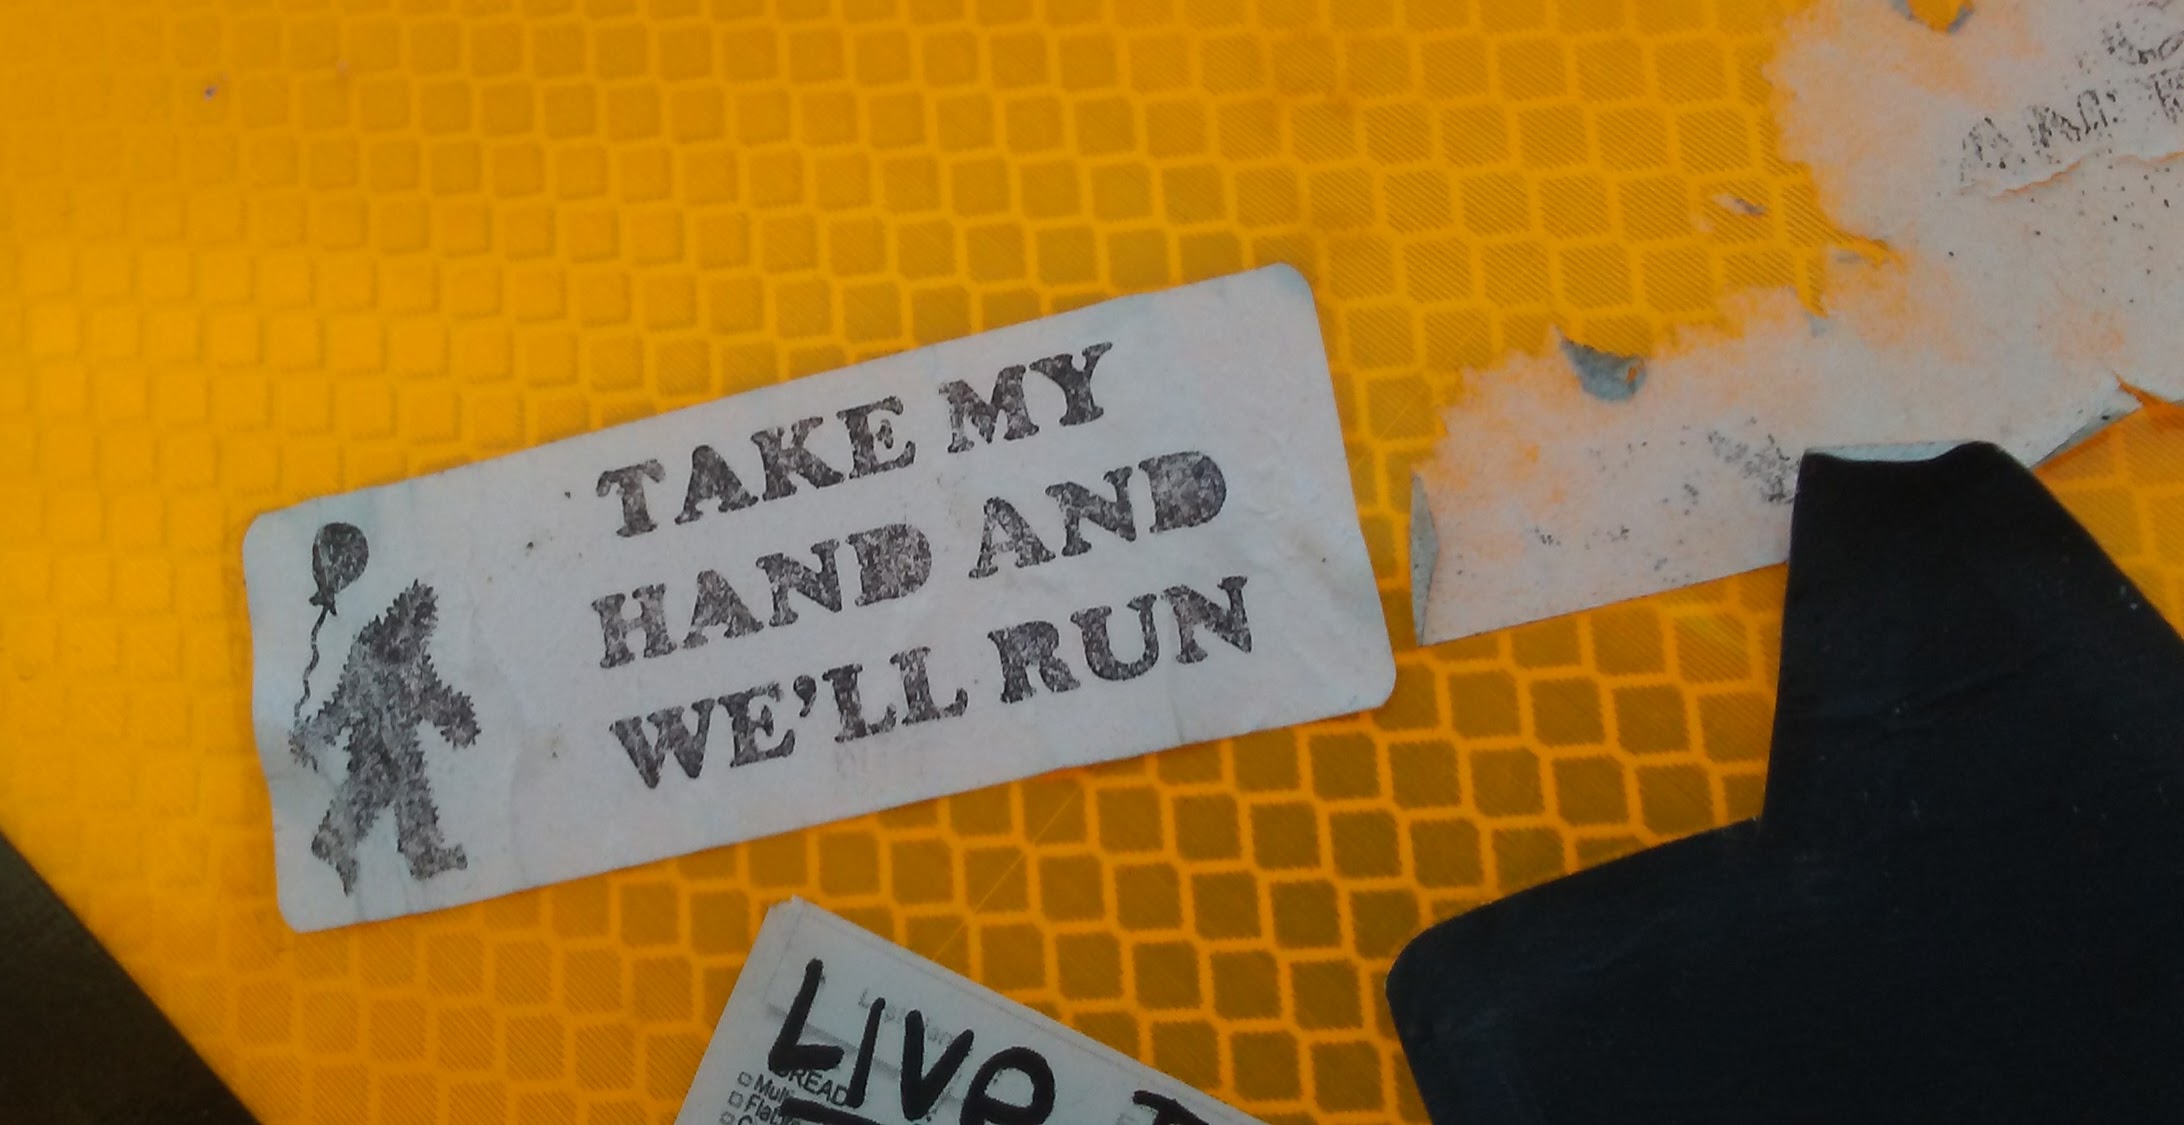 TAKE MY
HAND AND
WE'LL RUN
Live